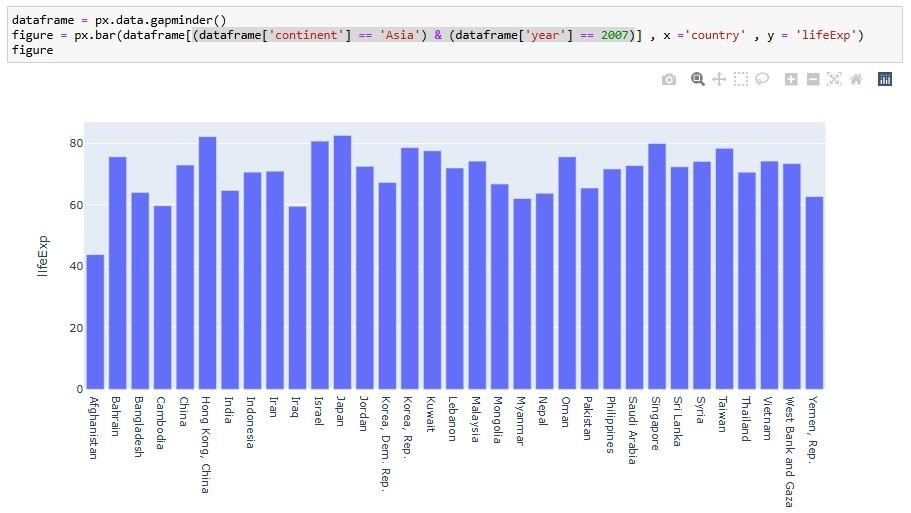 dataframe = px.data.gapminder()
figure = px.bar(dataframe[(dataframe['continent'] == 'Asia') & (dataframe['year'] == 2007)] , x ='country' , y = 'lifeExp')
figure
80
60
40
20
0
lifeExp
Afghanistan
Bahrain
Bangladesh
Cambodia
China
Hong Kong, China
India
Indonesia
Iran
Iraq
Israel
Japan
Jordan
Korea, Dem. Rep.
Korea, Rep.
Kuwait
Lebanon
Malaysia
Mongolia
Myanmar
Nepal
Oman
Pakistan
Philippines
Saudi Arabia
Singapore
Sri Lanka
Syria
Taiwan
Thailand
Vietnam
West Bank and Gaza
Yemen, Rep.